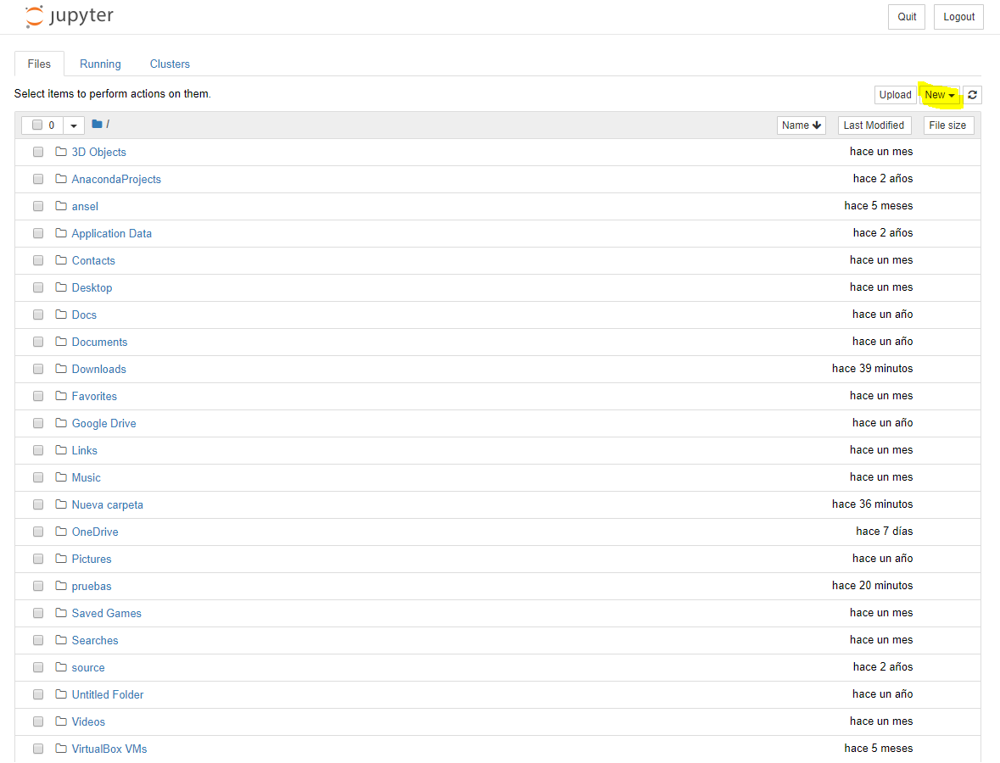 jupyter Quit Logout
Files Running Clusters
Select items to perform actions on them. Upload New
0 / Name Last Modified File size
3D Objects hace un mes
AnacondaProjects hace 2 años
ansel hace 5 meses
Application Data hace 2 años
Contacts hace un mes
Desktop hace un mes
Docs hace un año
Documents hace un año
Downloads hace 39 minutos
Favorites hace un mes
Google Drive hace un año
Links hace un mes
Music hace un mes
Nueva carpeta hace 36 minutos
OneDrive hace 7 días
Pictures hace un año
pruebas hace 20 minutos
Saved Games hace un mes
Searches hace un mes
source hace 2 años
Untitled Folder hace un año
Videos hace un mes
VirtualBox VMs hace 5 meses